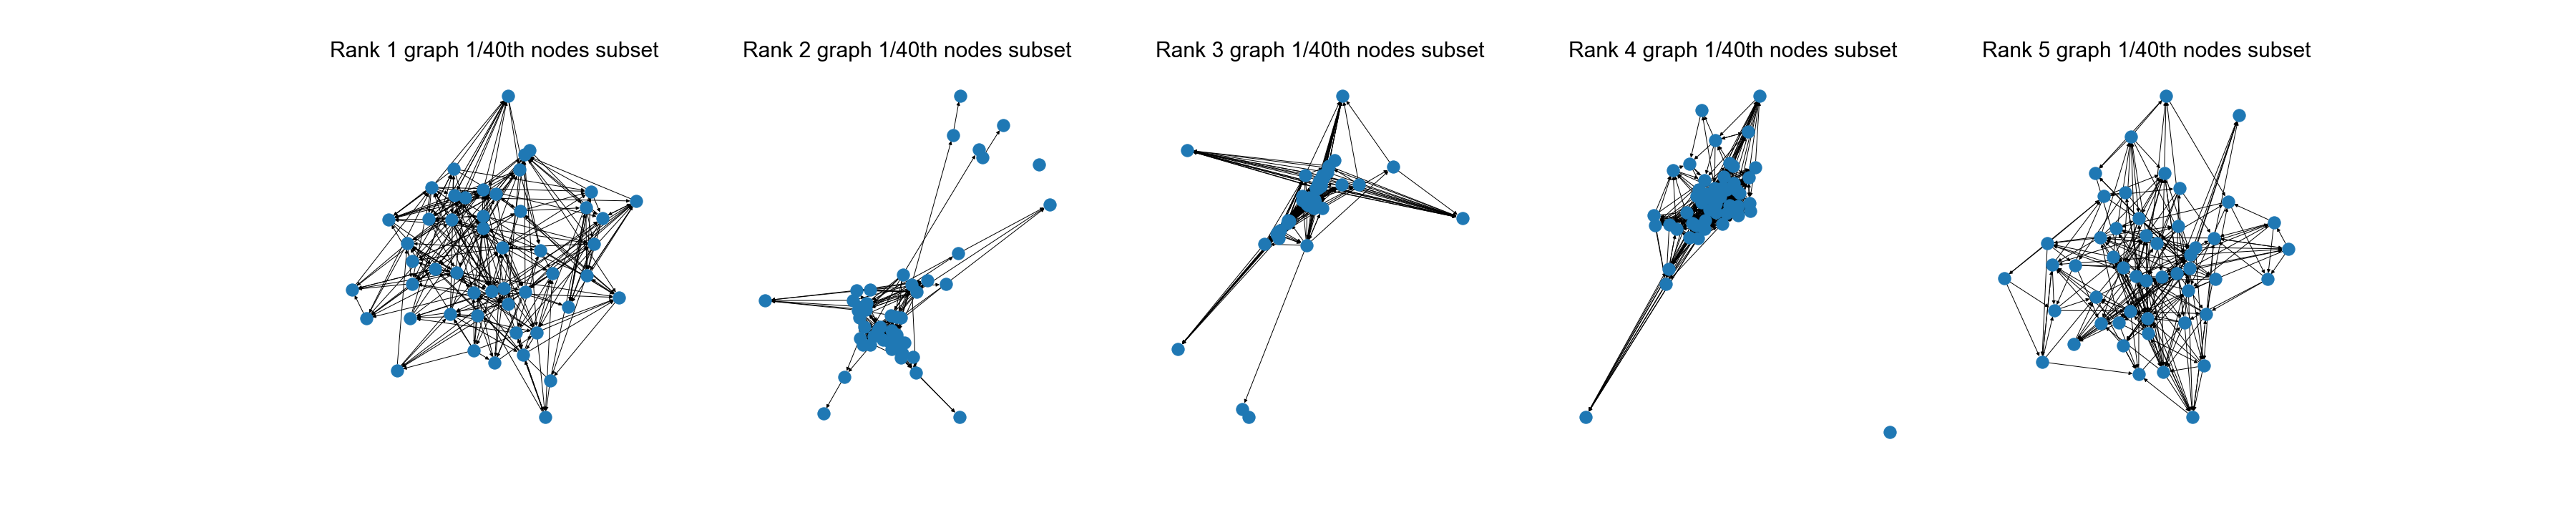 Rank 1 graph 1/40th nodes subset
Rank 2 graph 1/40th nodes subset
Rank 3 graph 1/40th nodes subset
Rank 4 graph 1/40th nodes subset
Rank 5 graph 1/40th nodes subset